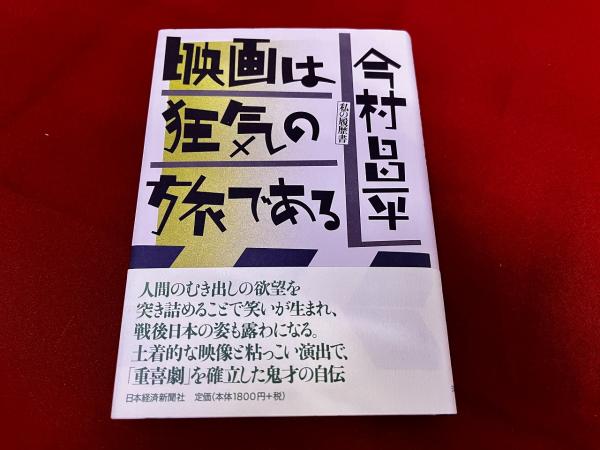 映画は
狂気の
旅である
私の履歴書
今村昌平
人間のむき出しの欲望を
突き詰めることで笑いが生まれ、
戦後日本の姿も露わになる。
土着的な映像と粘っこい演出で、
「重喜劇」を確立した鬼才の自伝
日本経済新聞社 定価(本体1800円+税)